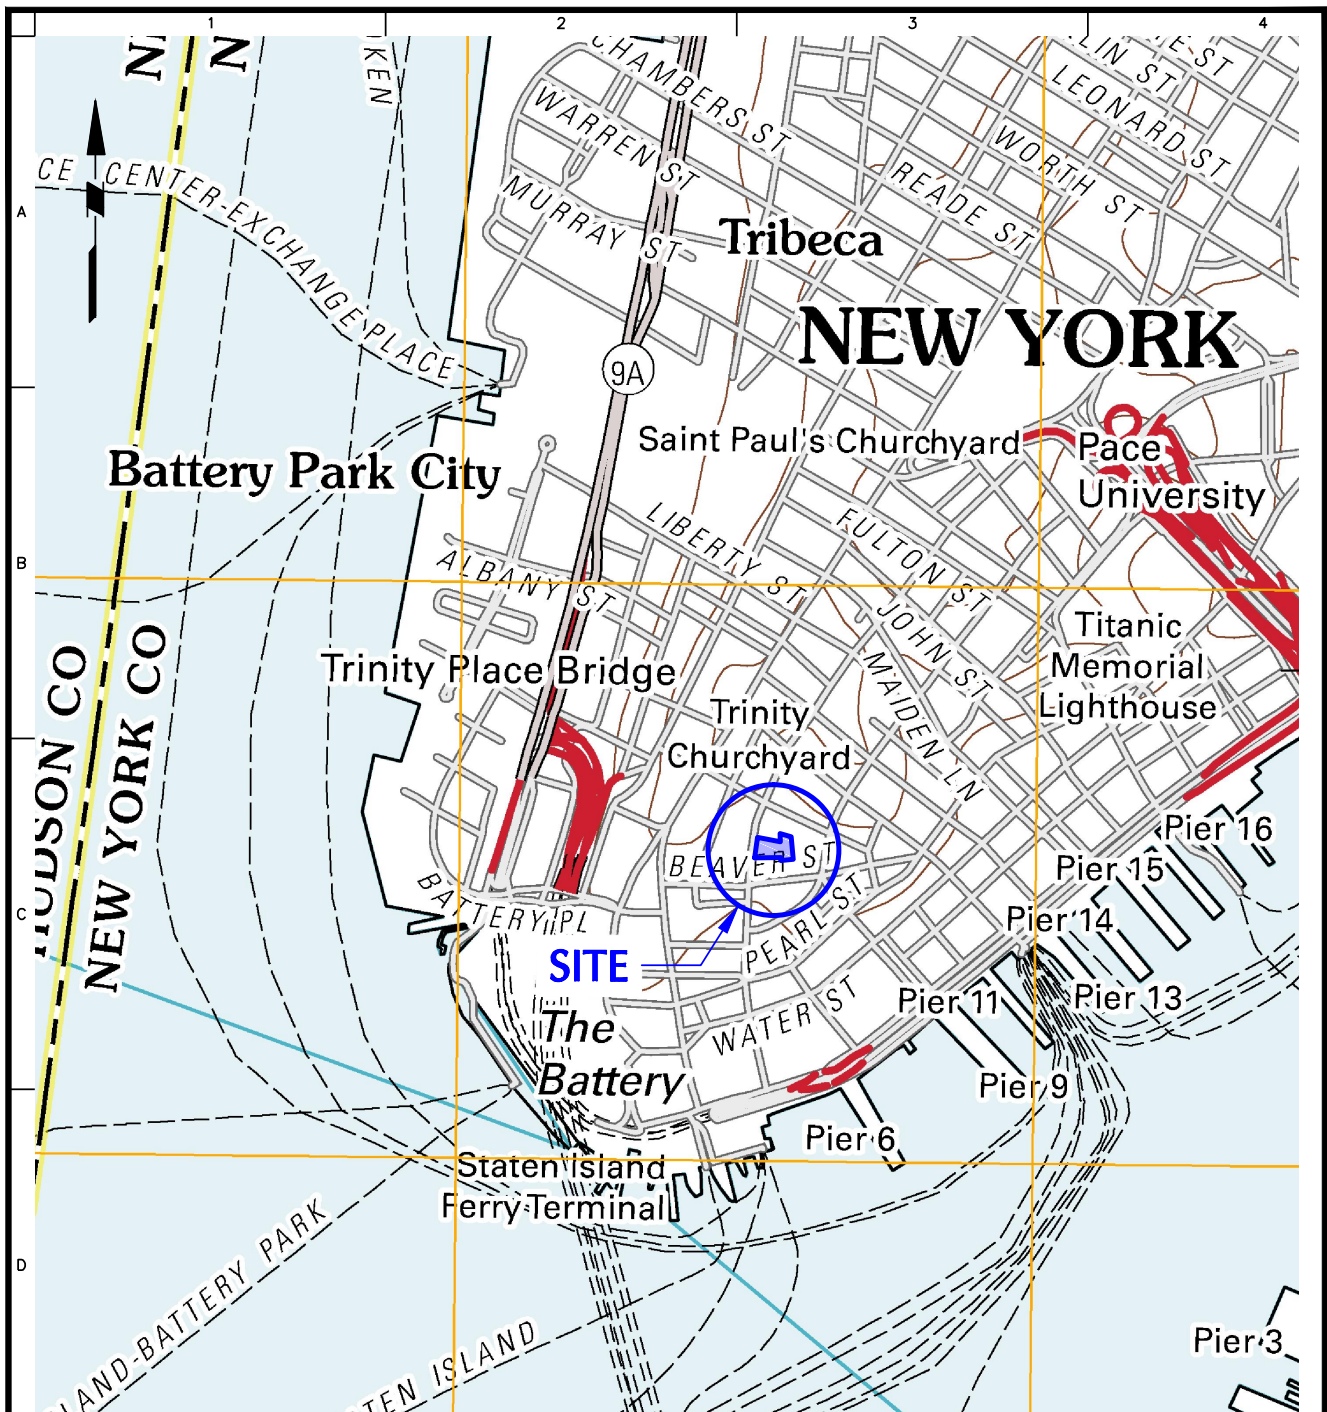 1
2
3
4
A
B
C
D
CHAMBERS ST
WARREN ST
MURRAY ST
LEONARD ST
WORTH ST
READE ST
Tribeca
CENTER-EXCHANGE PLACE
NEW YORK
9A
Saint Paul's Churchyard
Pace
University
Battery Park City
LIBERTY ST
FULTON ST
ALBANY ST
JOHN ST
MAIDEN LN
Titanic
Memorial
Lighthouse
Trinity Place Bridge
Trinity
Churchyard
HUDSON CO
NEW YORK CO
BEAVER ST
BATTERY PL
PEARL ST
WATER ST
SITE
The
Battery
Pier 16
Pier 15
Pier 14
Pier 13
Pier 11
Pier 9
Pier 6
Staten Island
Ferry Terminal
LAND-BATTERY PARK
TEN ISLAND
Pier 3